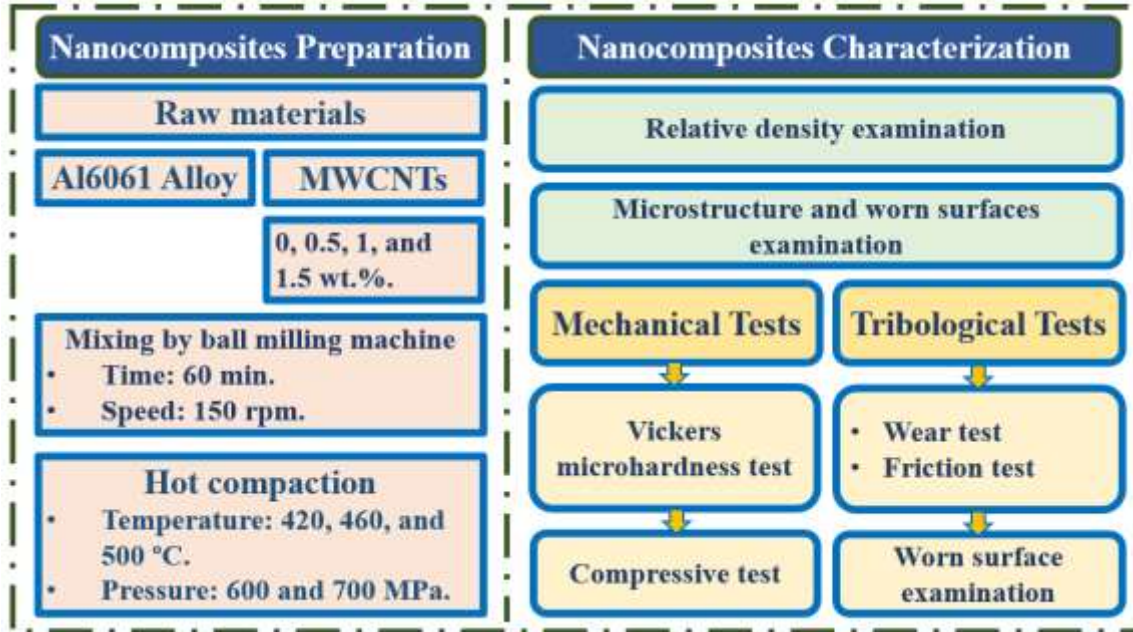 Nanocomposites Preparation
Raw materials
Al6061 Alloy
MWCNTs
0, 0.5, 1, and
1.5 wt.%.
Mixing by ball milling machine
• Time: 60 min.
• Speed: 150 rpm.
Hot compaction
• Temperature: 420, 460, and
500 °C.
• Pressure: 600 and 700 MPa.
Nanocomposites Characterization
Relative density examination
Microstructure and worn surfaces
examination
Mechanical Tests
Vickers
microhardness test
Compressive test
Tribological Tests
• Wear test
• Friction test
Worn surface
examination